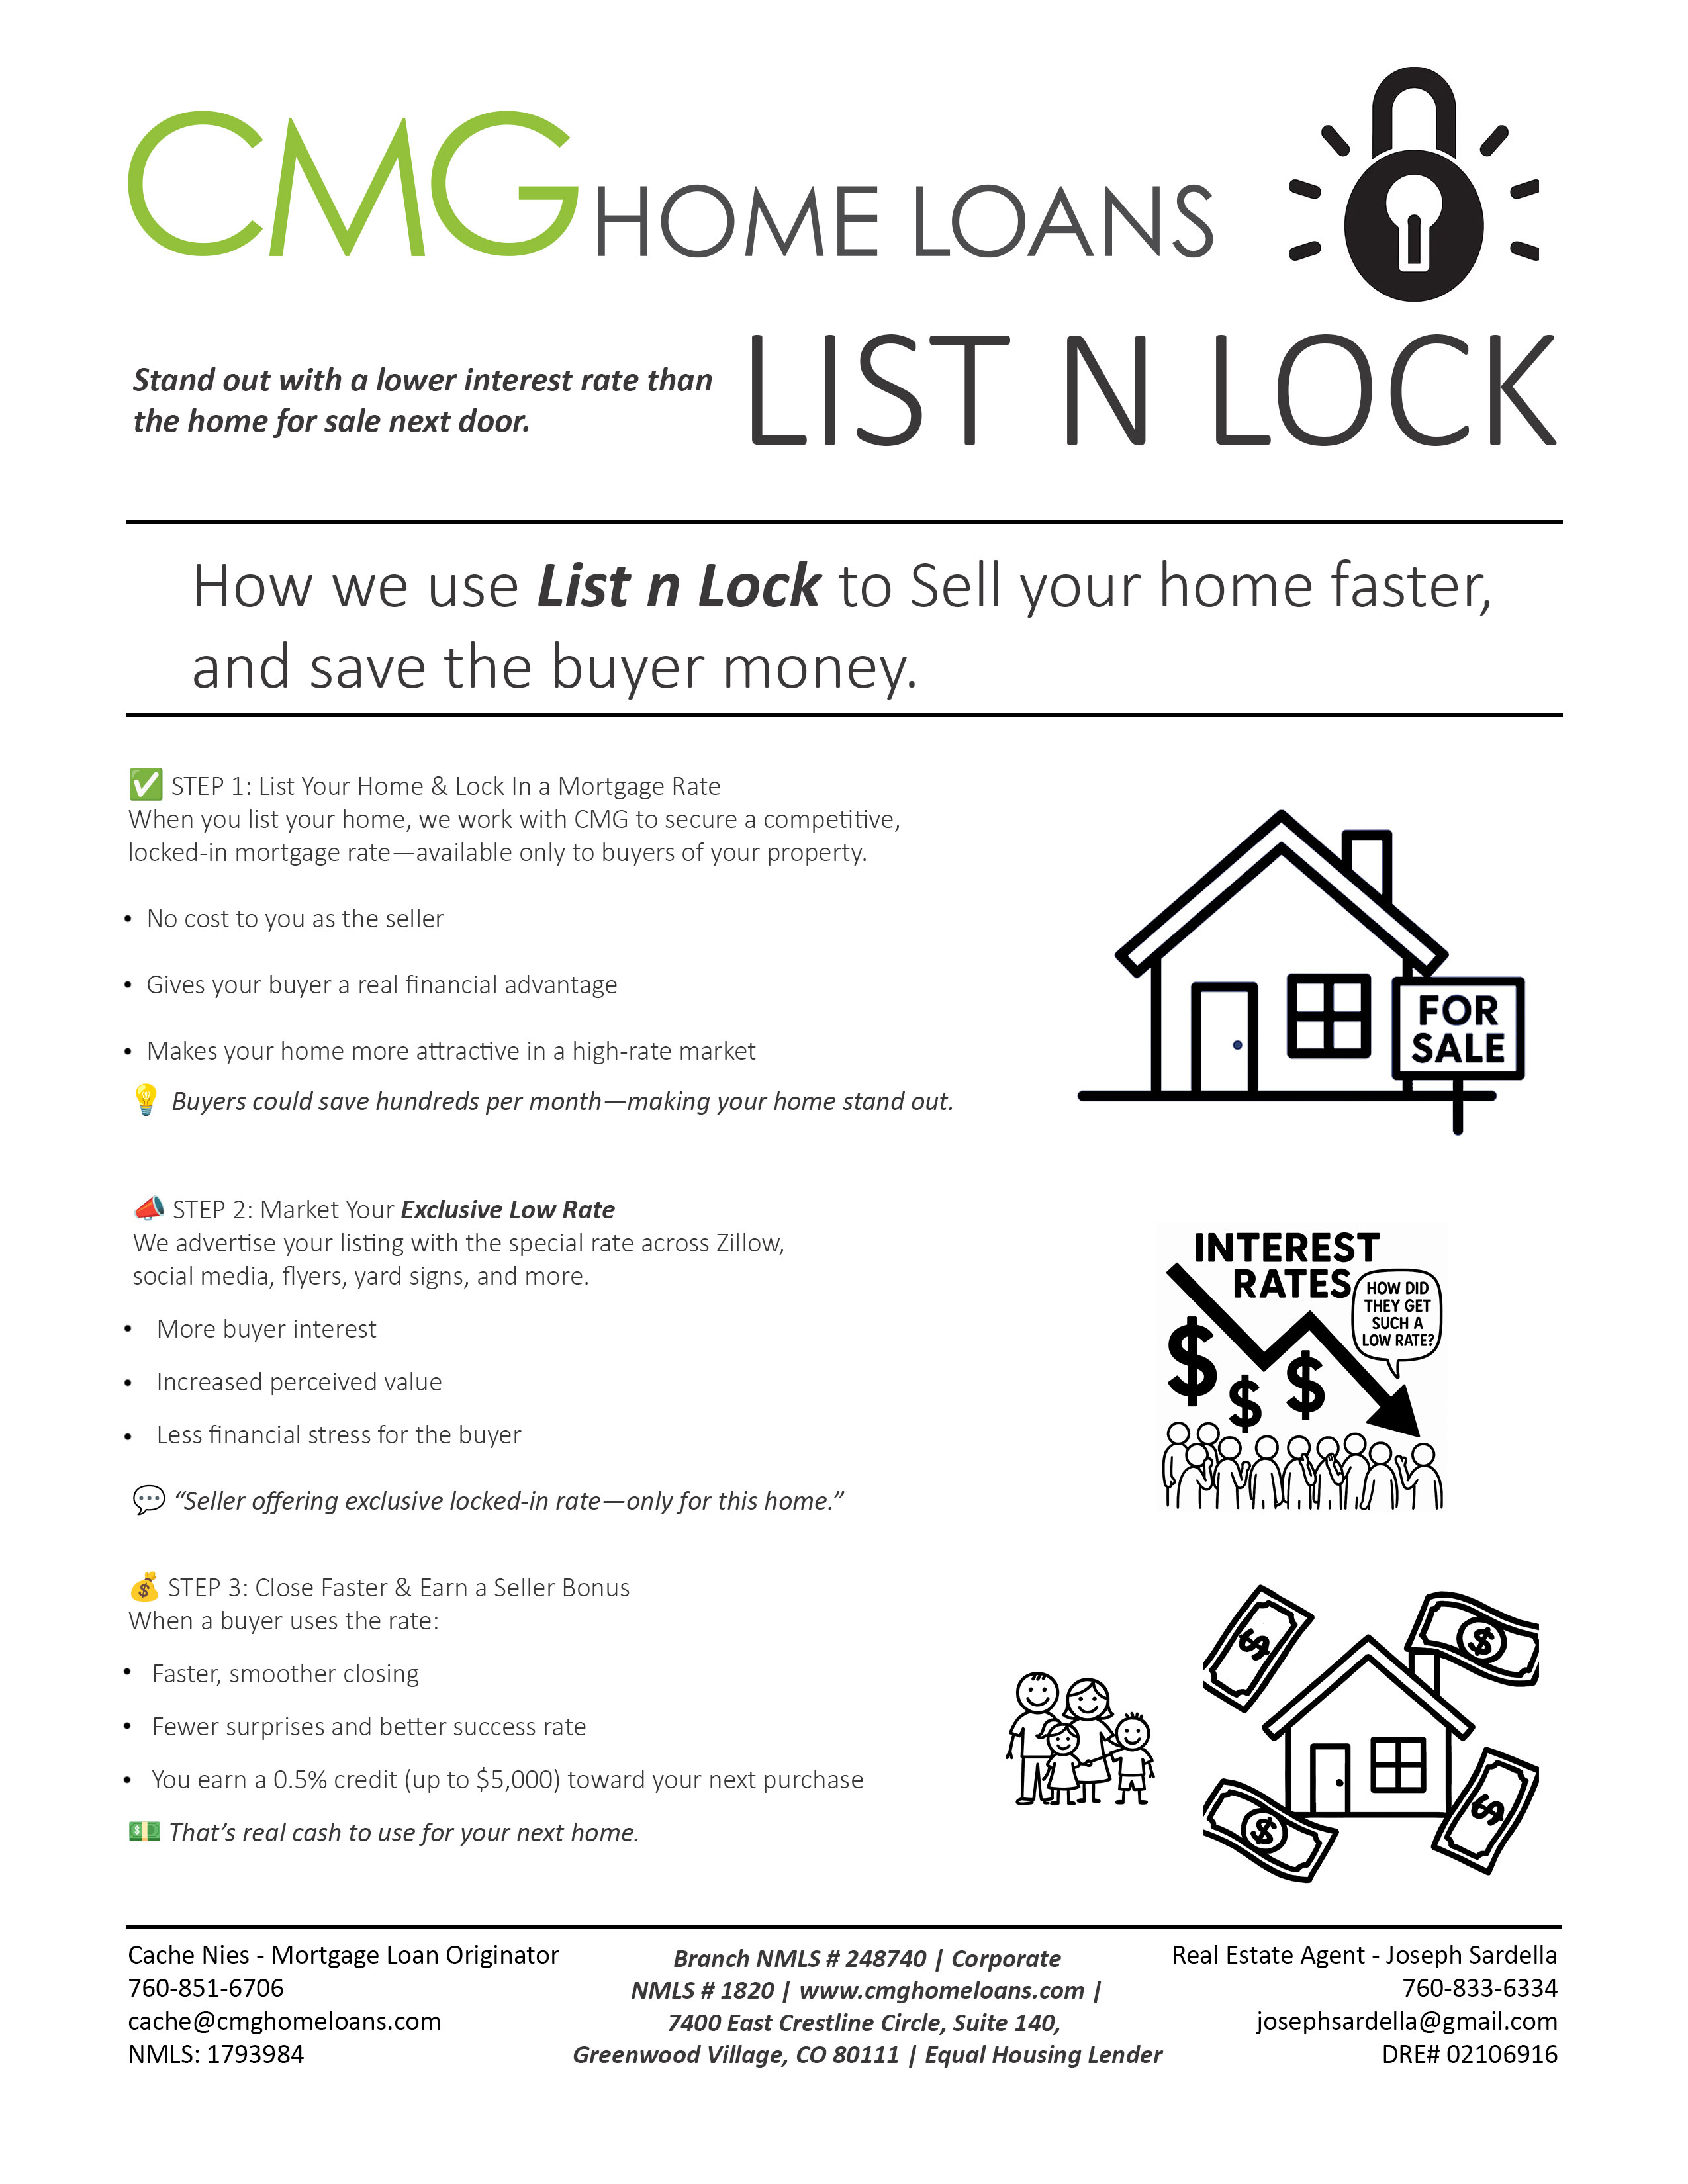 CMG HOME LOANS
Stand out with a lower interest rate than
the home for sale next door.
LIST N LOCK
How we use List n Lock to Sell your home faster,
and save the buyer money.
✅ STEP 1: List Your Home & Lock In a Mortgage Rate
When you list your home, we work with CMG to secure a competitive,
locked-in mortgage rate—available only to buyers of your property.
• No cost to you as the seller
• Gives your buyer a real financial advantage
• Makes your home more attractive in a high-rate market
💡 Buyers could save hundreds per month—making your home stand out.
FOR
SALE
📣 STEP 2: Market Your Exclusive Low Rate
We advertise your listing with the special rate across Zillow,
social media, flyers, yard signs, and more.
• More buyer interest
• Increased perceived value
• Less financial stress for the buyer
💬 “Seller offering exclusive locked-in rate—only for this home.”
INTEREST
RATES
HOW DID
THEY GET
SUCH A
LOW RATE?
$ $ $
💰 STEP 3: Close Faster & Earn a Seller Bonus
When a buyer uses the rate:
• Faster, smoother closing
• Fewer surprises and better success rate
• You earn a 0.5% credit (up to $5,000) toward your next purchase
💵 That’s real cash to use for your next home.
$
$
$
$
Cache Nies - Mortgage Loan Originator
760-851-6706
cache@cmghomeloans.com
NMLS: 1793984
Branch NMLS # 248740 | Corporate
NMLS # 1820 | www.cmghomeloans.com |
7400 East Crestline Circle, Suite 140,
Greenwood Village, CO 80111 | Equal Housing Lender
Real Estate Agent - Joseph Sardella
760-833-6334
josephsardella@gmail.com
DRE# 02106916